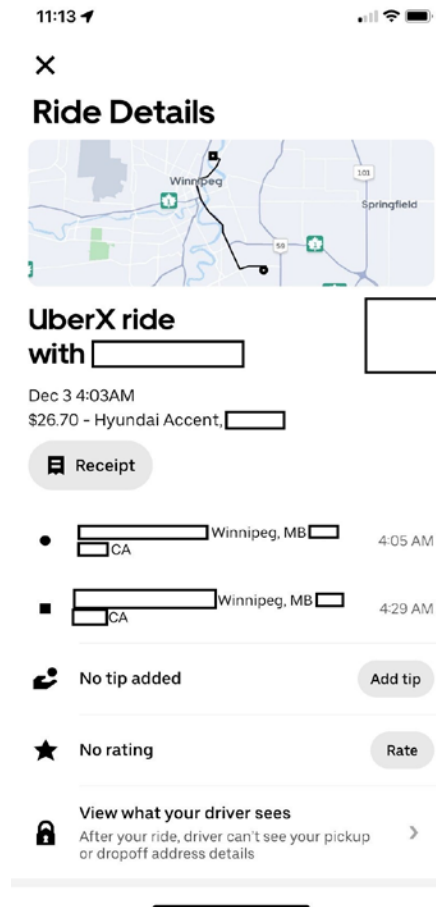 11:13
Ride Details
101
Winnipeg
1
Springfield
59
1
UberX ride
with
Dec 3 4:03AM
$26.70 - Hyundai Accent,
Receipt
Winnipeg, MB
CA
4:05 AM
Winnipeg, MB
CA
4:29 AM
No tip added
Add tip
No rating
Rate
View what your driver sees
After your ride, driver can't see your pickup
or dropoff address details